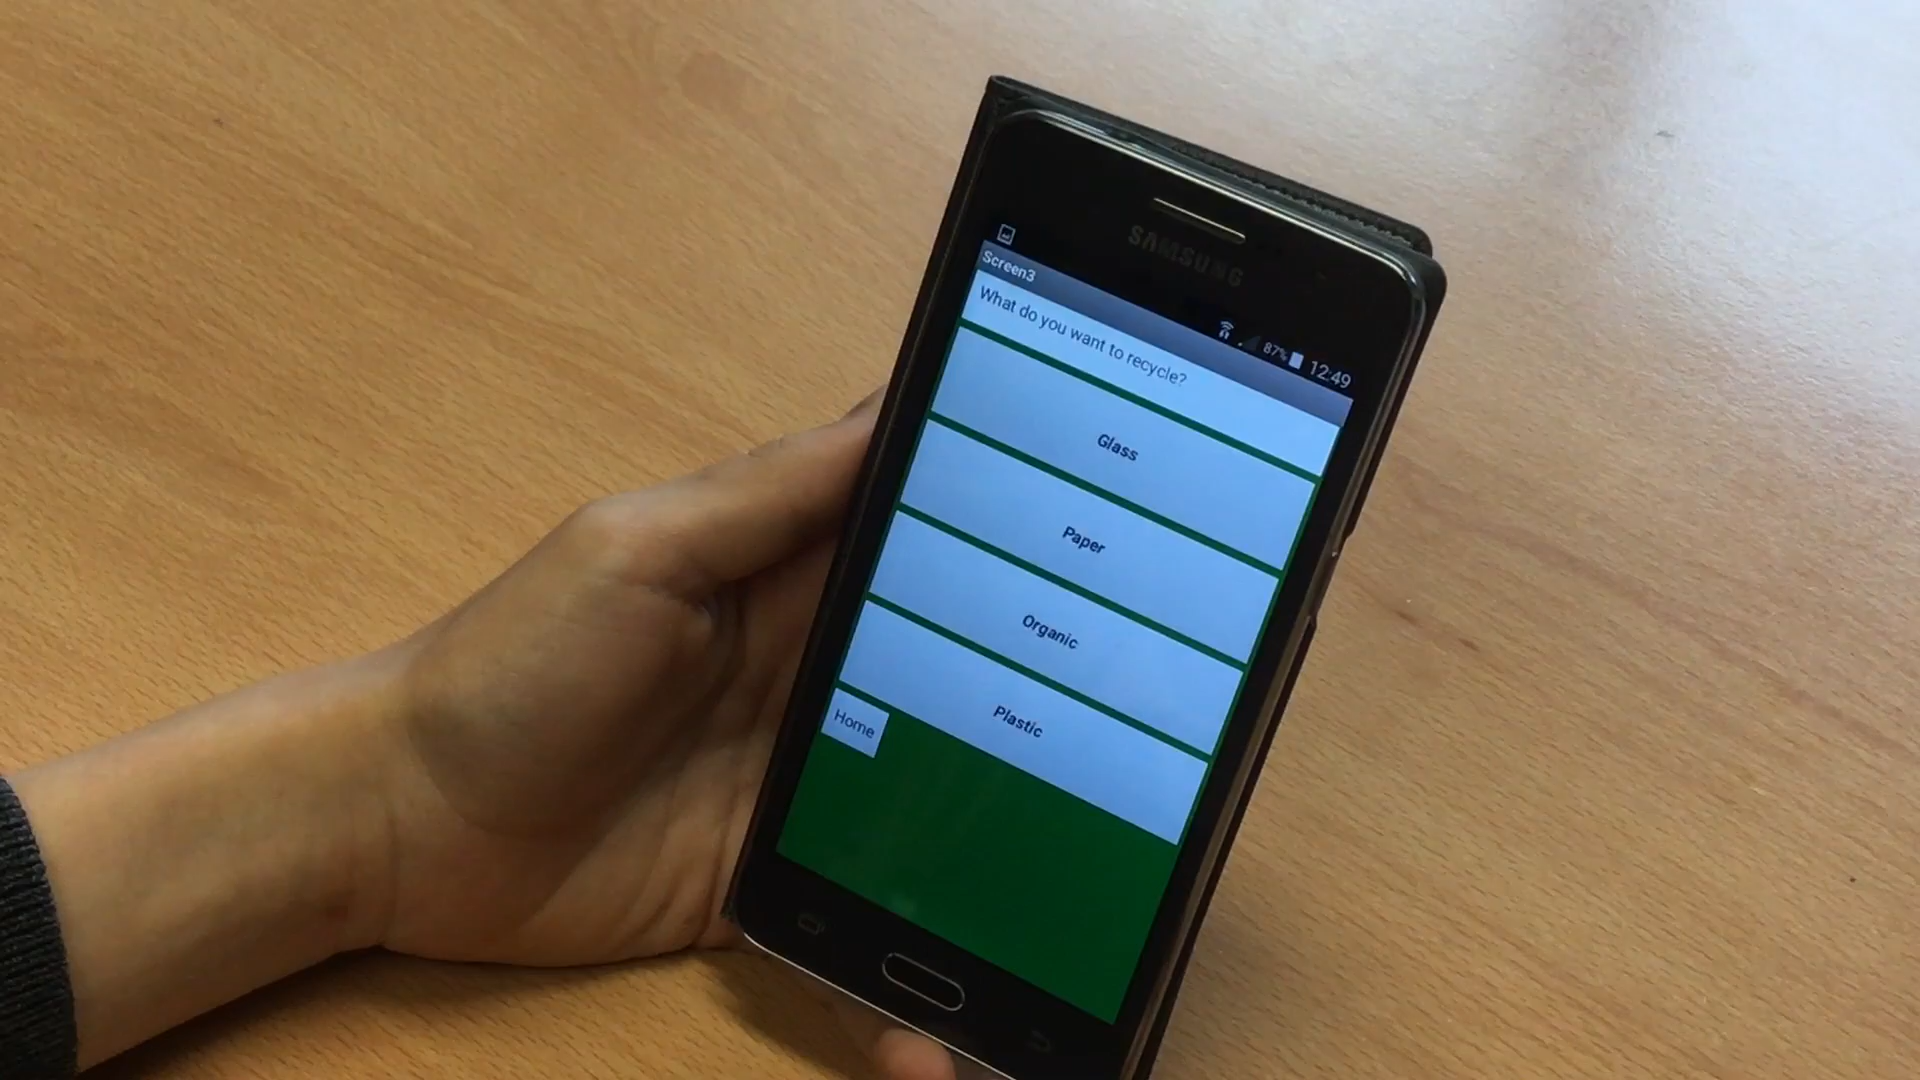 SAMSUNG
87% 12:49
Screen3
What do you want to recycle?
Glass
Paper
Organic
Plastic
Home